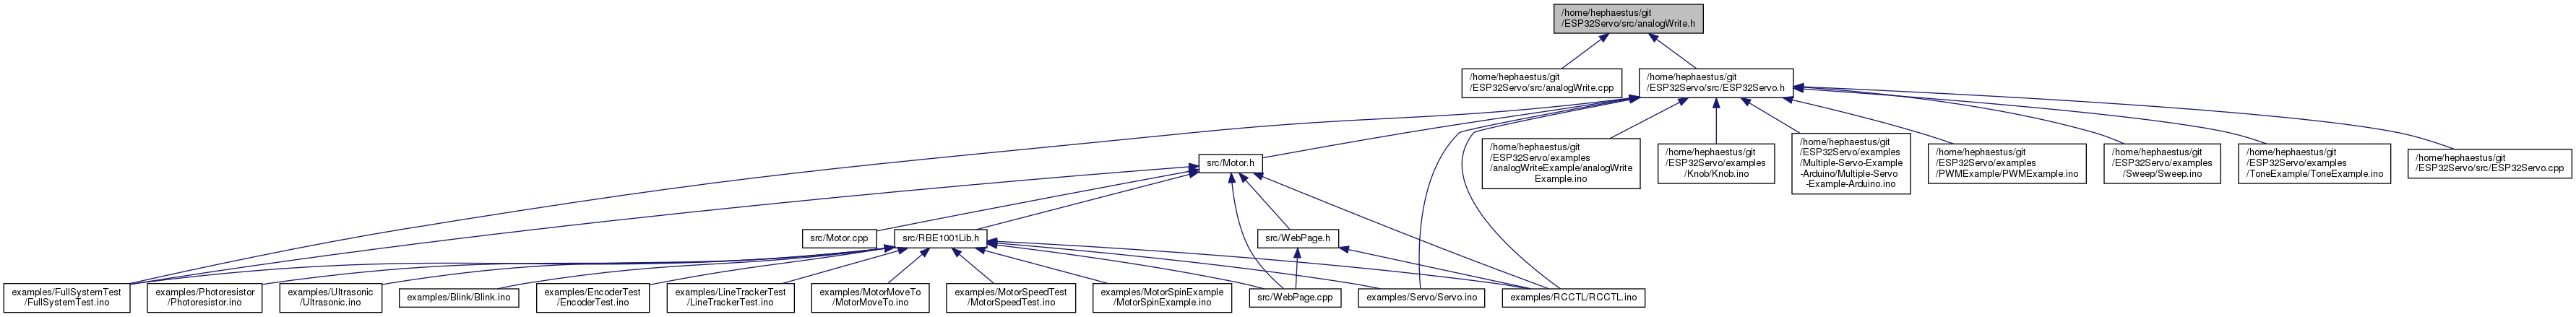 /home/hephaestus/git
/ESP32Servo/src/analogWrite.h
/home/hephaestus/git
/ESP32Servo/src/analogWrite.cpp
/home/hephaestus/git
/ESP32Servo/src/ESP32Servo.h
src/Motor.h
/home/hephaestus/git
/ESP32Servo/examples
/analogWriteExample/analogWrite
Example.ino
/home/hephaestus/git
/ESP32Servo/examples
/Knob/Knob.ino
/home/hephaestus/git
/ESP32Servo/examples
/Multiple-Servo-Example
-Arduino/Multiple-Servo
-Example-Arduino.ino
/home/hephaestus/git
/ESP32Servo/examples
/PWMExample/PWMExample.ino
/home/hephaestus/git
/ESP32Servo/examples
/Sweep/Sweep.ino
/home/hephaestus/git
/ESP32Servo/examples
/ToneExample/ToneExample.ino
/home/hephaestus/git
/ESP32Servo/src/ESP32Servo.cpp
src/Motor.cpp
src/RBE1001Lib.h
src/WebPage.h
examples/FullSystemTest
/FullSystemTest.ino
examples/Photoresistor
/Photoresistor.ino
examples/Ultrasonic
/Ultrasonic.ino
examples/Blink/Blink.ino
examples/EncoderTest
/EncoderTest.ino
examples/LineTrackerTest
/LineTrackerTest.ino
examples/MotorMoveTo
/MotorMoveTo.ino
examples/MotorSpeedTest
/MotorSpeedTest.ino
examples/MotorSpinExample
/MotorSpinExample.ino
src/WebPage.cpp
examples/Servo/Servo.ino
examples/RCCTL/RCCTL.ino